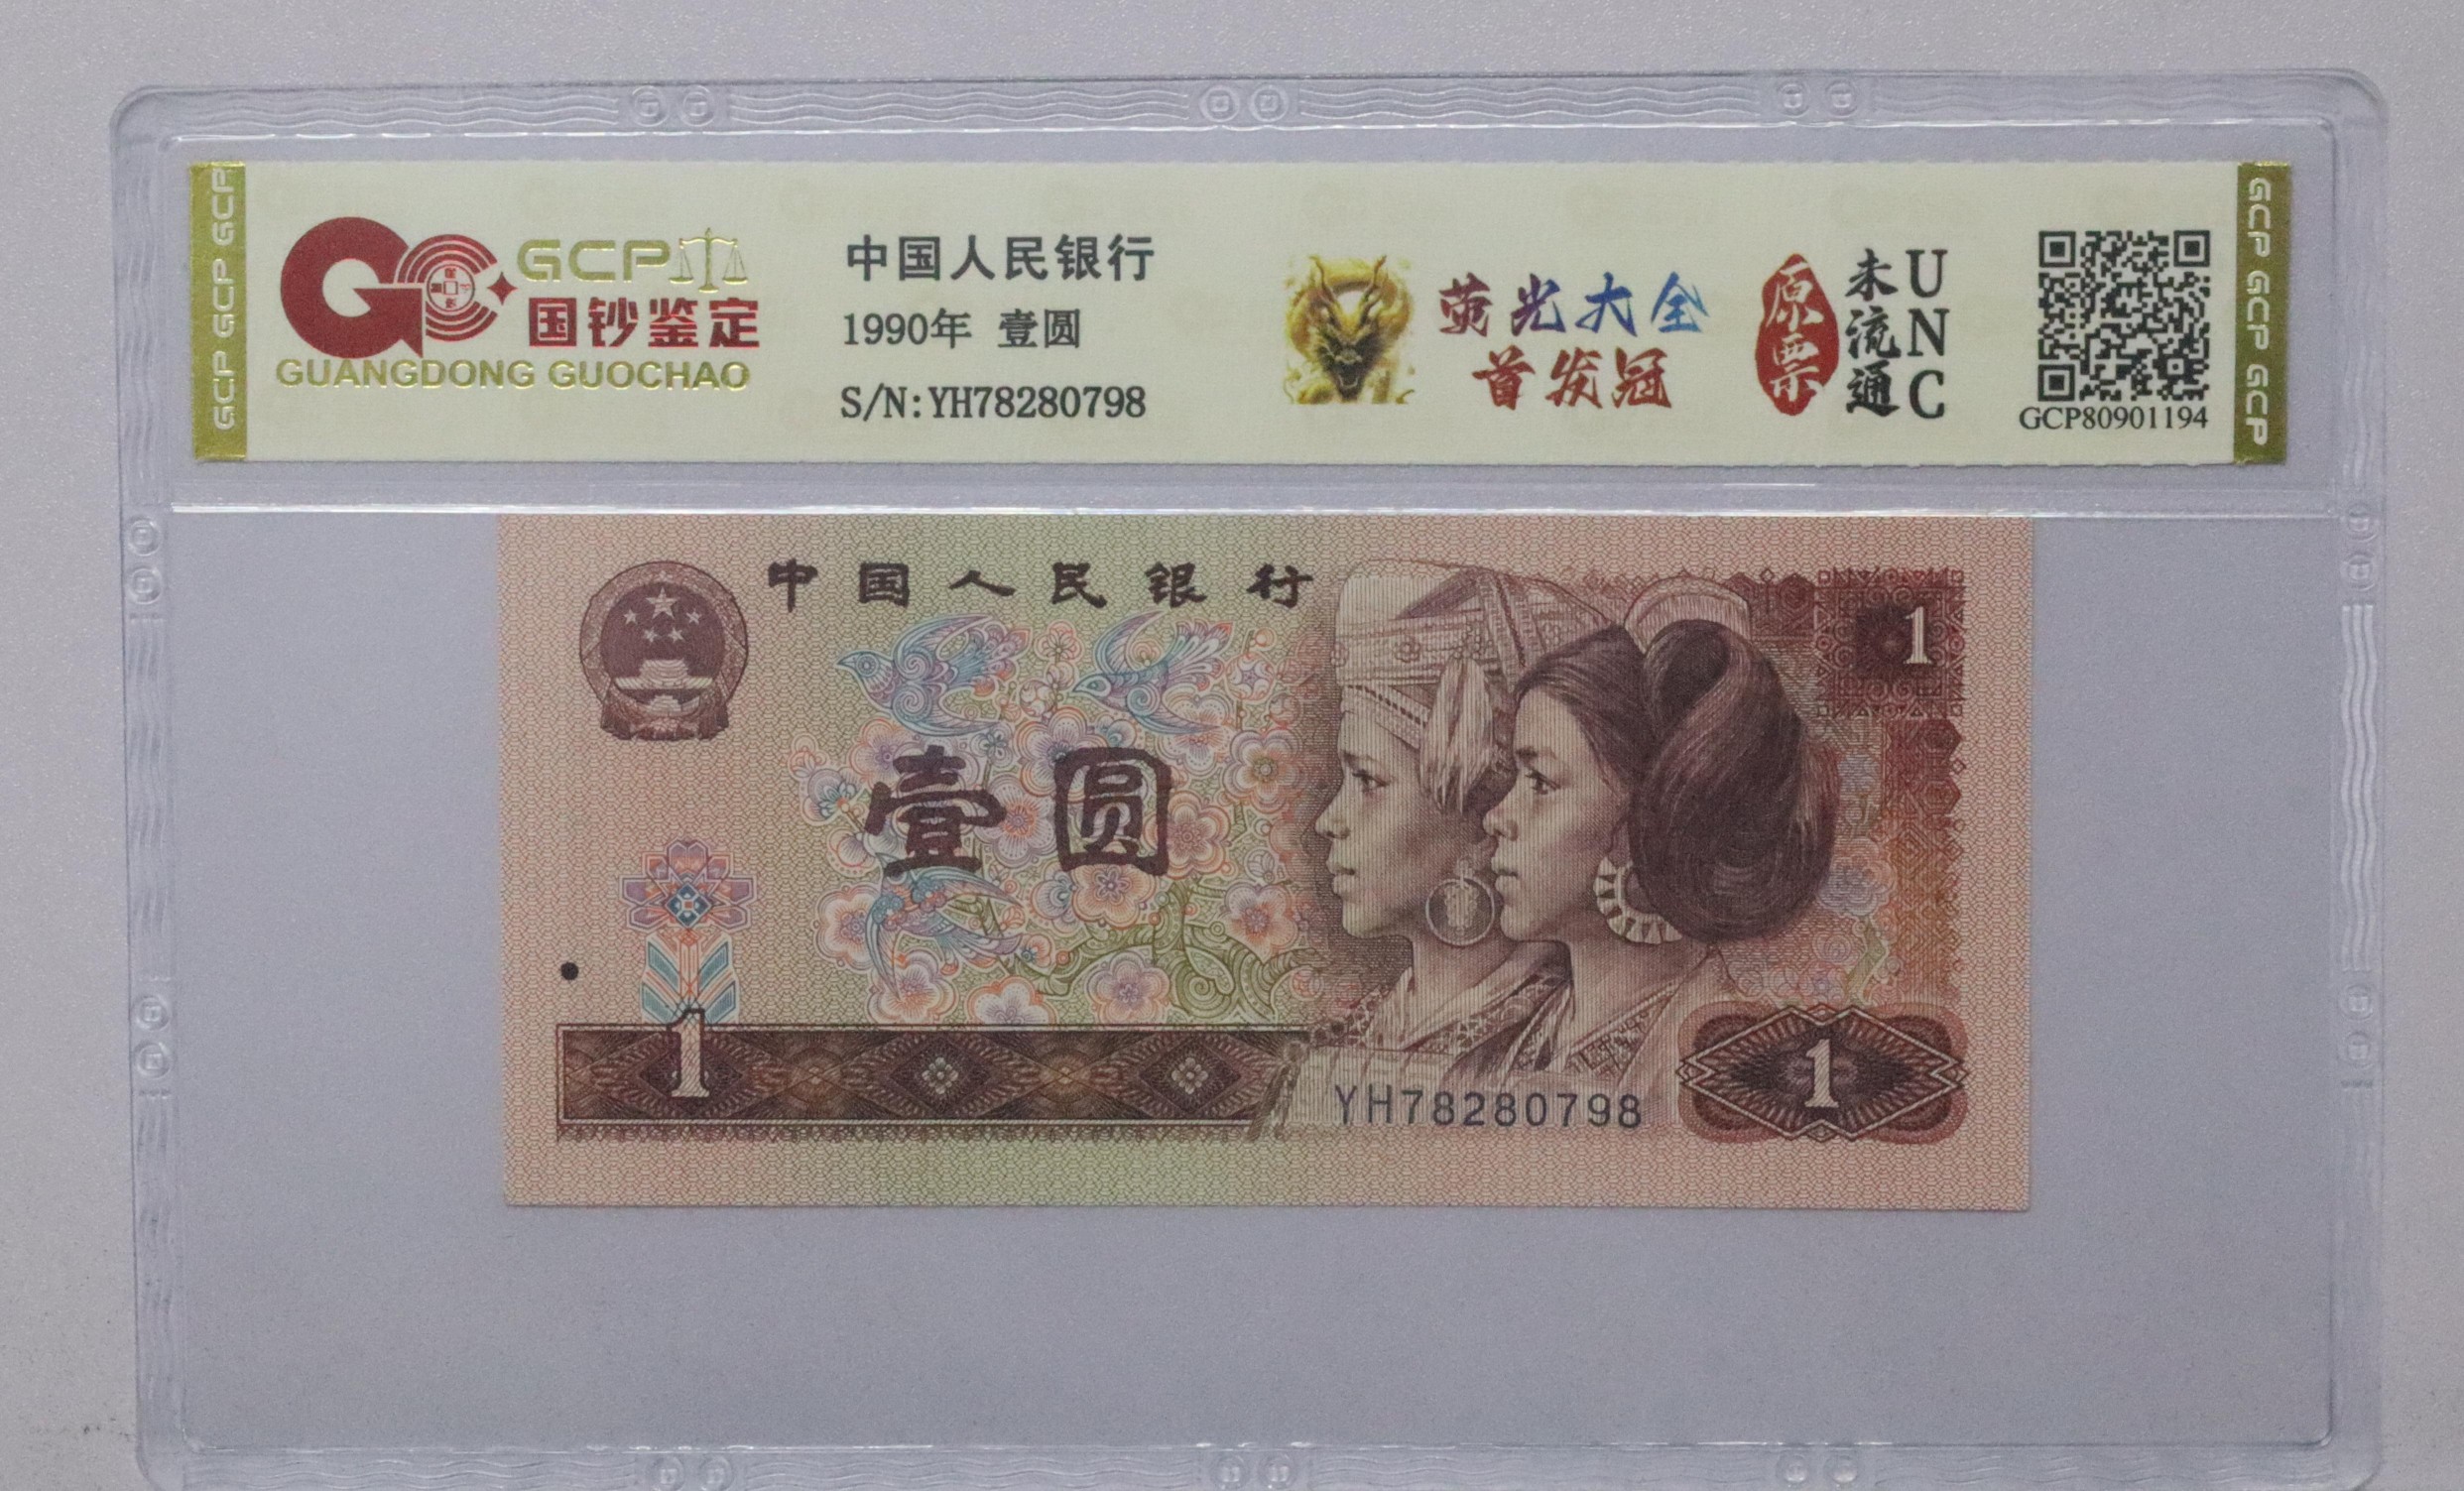 GCP GCP GCP
GCP
国钞鉴定
GUANGDONG GUOCHAO
中国人民银行
1990年 壹圆
S/N:YH78280798
荧光大全
首发冠
原票
未流通
UNC
GCP80901194
GCP GCP GCP
中国人民银行
1
壹圆
1
YH78280798
1